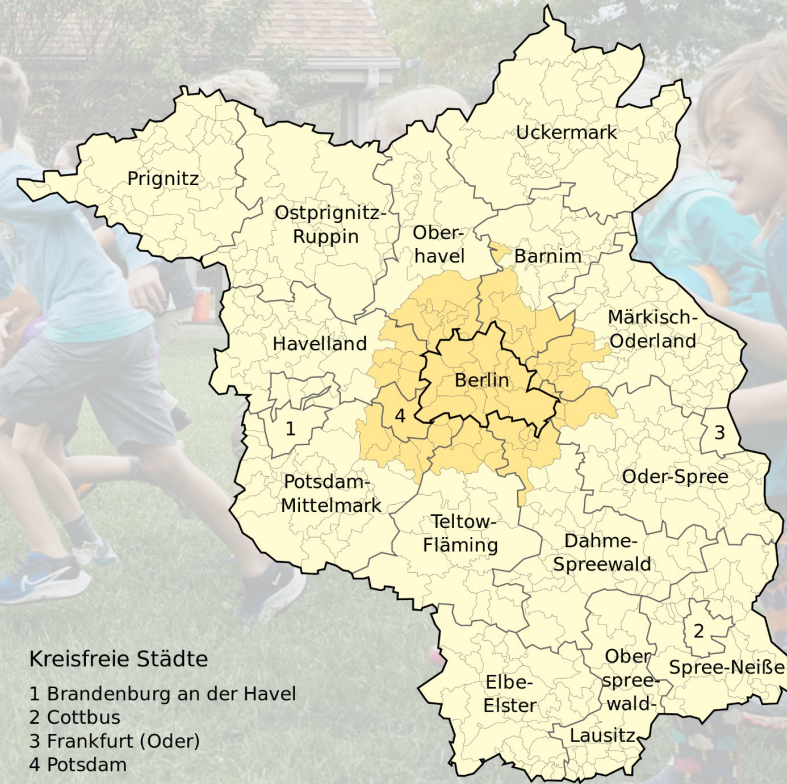 Uckermark
Prignitz
Ostprignitz-
Ruppin
Ober-
havel
Barnim
Märkisch-
Oderland
Havelland
Berlin
4
1
3
Oder-Spree
Potsdam-
Mittelmark
Teltow-
Fläming
Dahme-
Spreewald
2
Ober
spree-
wald-
Lausitz
Spree-Neiße
Elbe-
Elster
Kreisfreie Städte
1 Brandenburg an der Havel
2 Cottbus
3 Frankfurt (Oder)
4 Potsdam